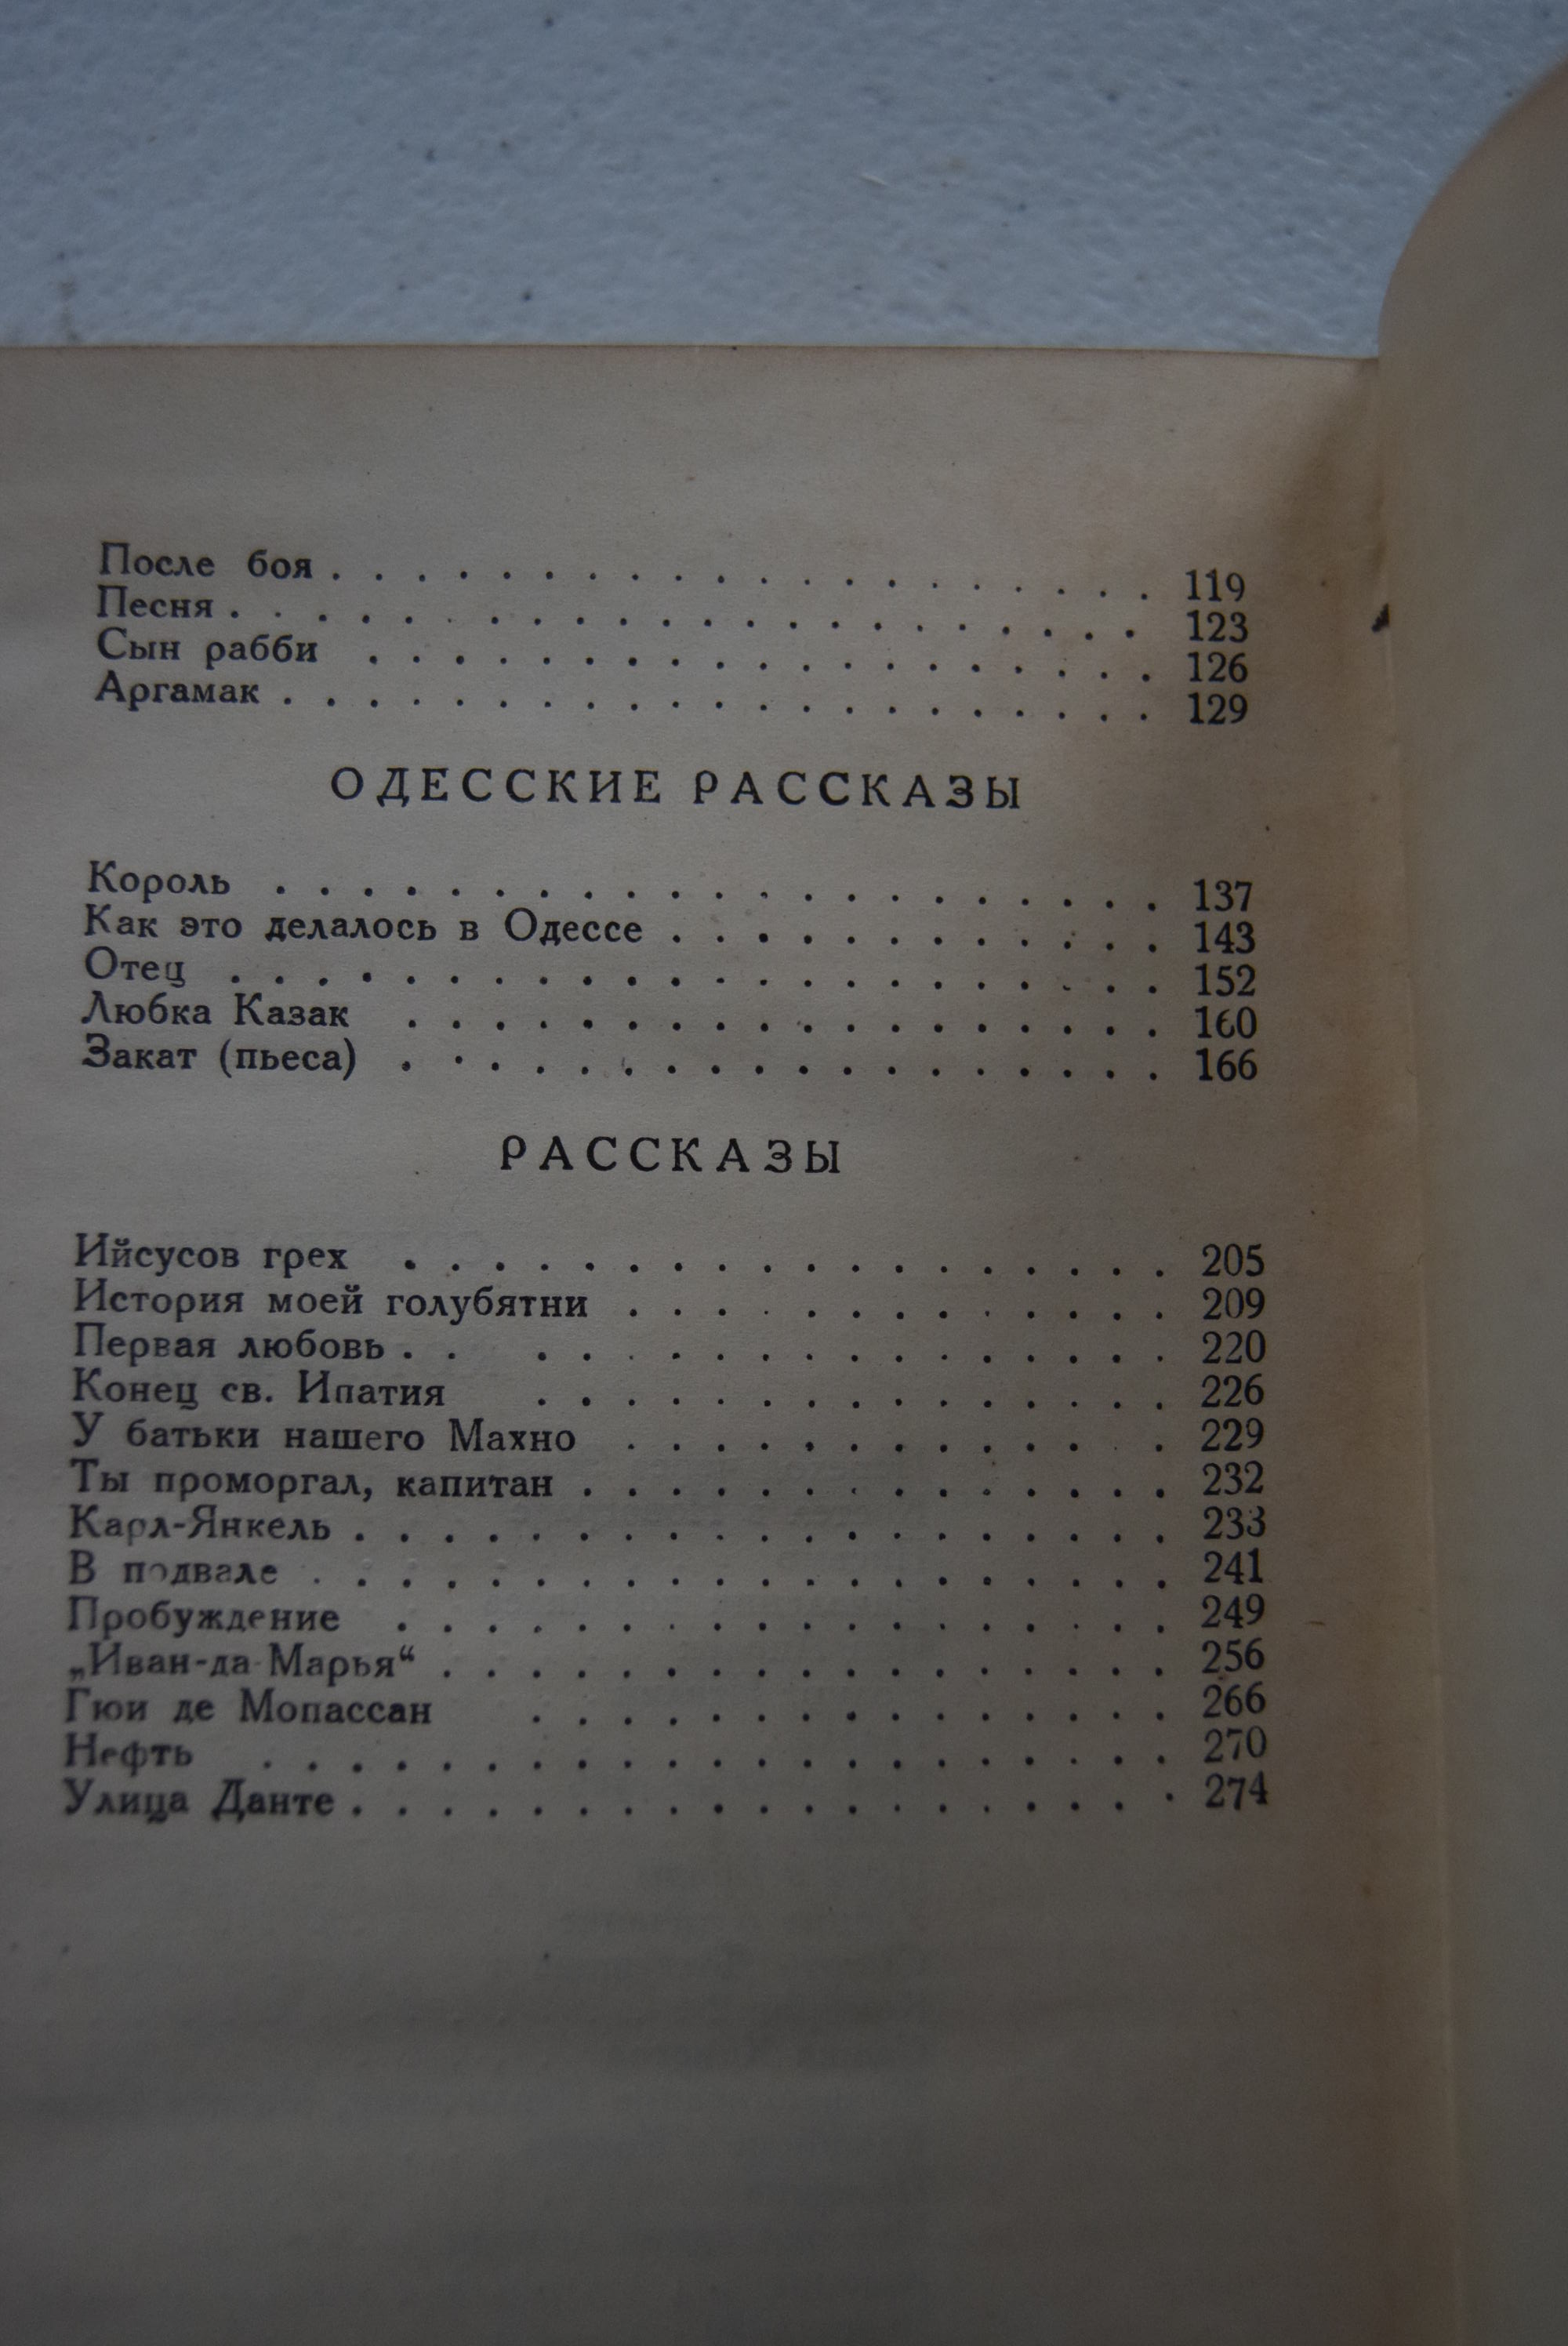 После боя . . . . . . . . . . . . . . . . . . . . 119
Песня . . . . . . . . . . . . . . . . . . . . . . 123
Сын рабби . . . . . . . . . . . . . . . . . . . 126
Аргамак . . . . . . . . . . . . . . . . . . . . . 129
ОДЕССКИЕ РАССКАЗЫ
Король . . . . . . . . . . . . . . . . . . . . . 137
Как это делалось в Одессе . . . . . . . . . . . . 143
Отец . . . . . . . . . . . . . . . . . . . . . . 152
Любка Казак . . . . . . . . . . . . . . . . . . 160
Закат (пьеса) . . . . . . . . . . . . . . . . . . 166
РАССКАЗЫ
Ийсусов грех . . . . . . . . . . . . . . . . . . 205
История моей голубятни . . . . . . . . . . . . . 209
Первая любовь . . . . . . . . . . . . . . . . . 220
Конец св. Ипатия . . . . . . . . . . . . . . . 226
У батьки нашего Махно . . . . . . . . . . . . . 229
Ты проморгал, капитан . . . . . . . . . . . . . . 232
Карл-Янкель . . . . . . . . . . . . . . . . . . . 233
В подвале . . . . . . . . . . . . . . . . . . . . 241
Пробуждение . . . . . . . . . . . . . . . . . . 249
„Иван-да-Марья“ . . . . . . . . . . . . . . . . . 256
Гюи де Мопассан . . . . . . . . . . . . . . . 266
Нефть . . . . . . . . . . . . . . . . . . . . . 270
Улица Данте . . . . . . . . . . . . . . . . . . . 274